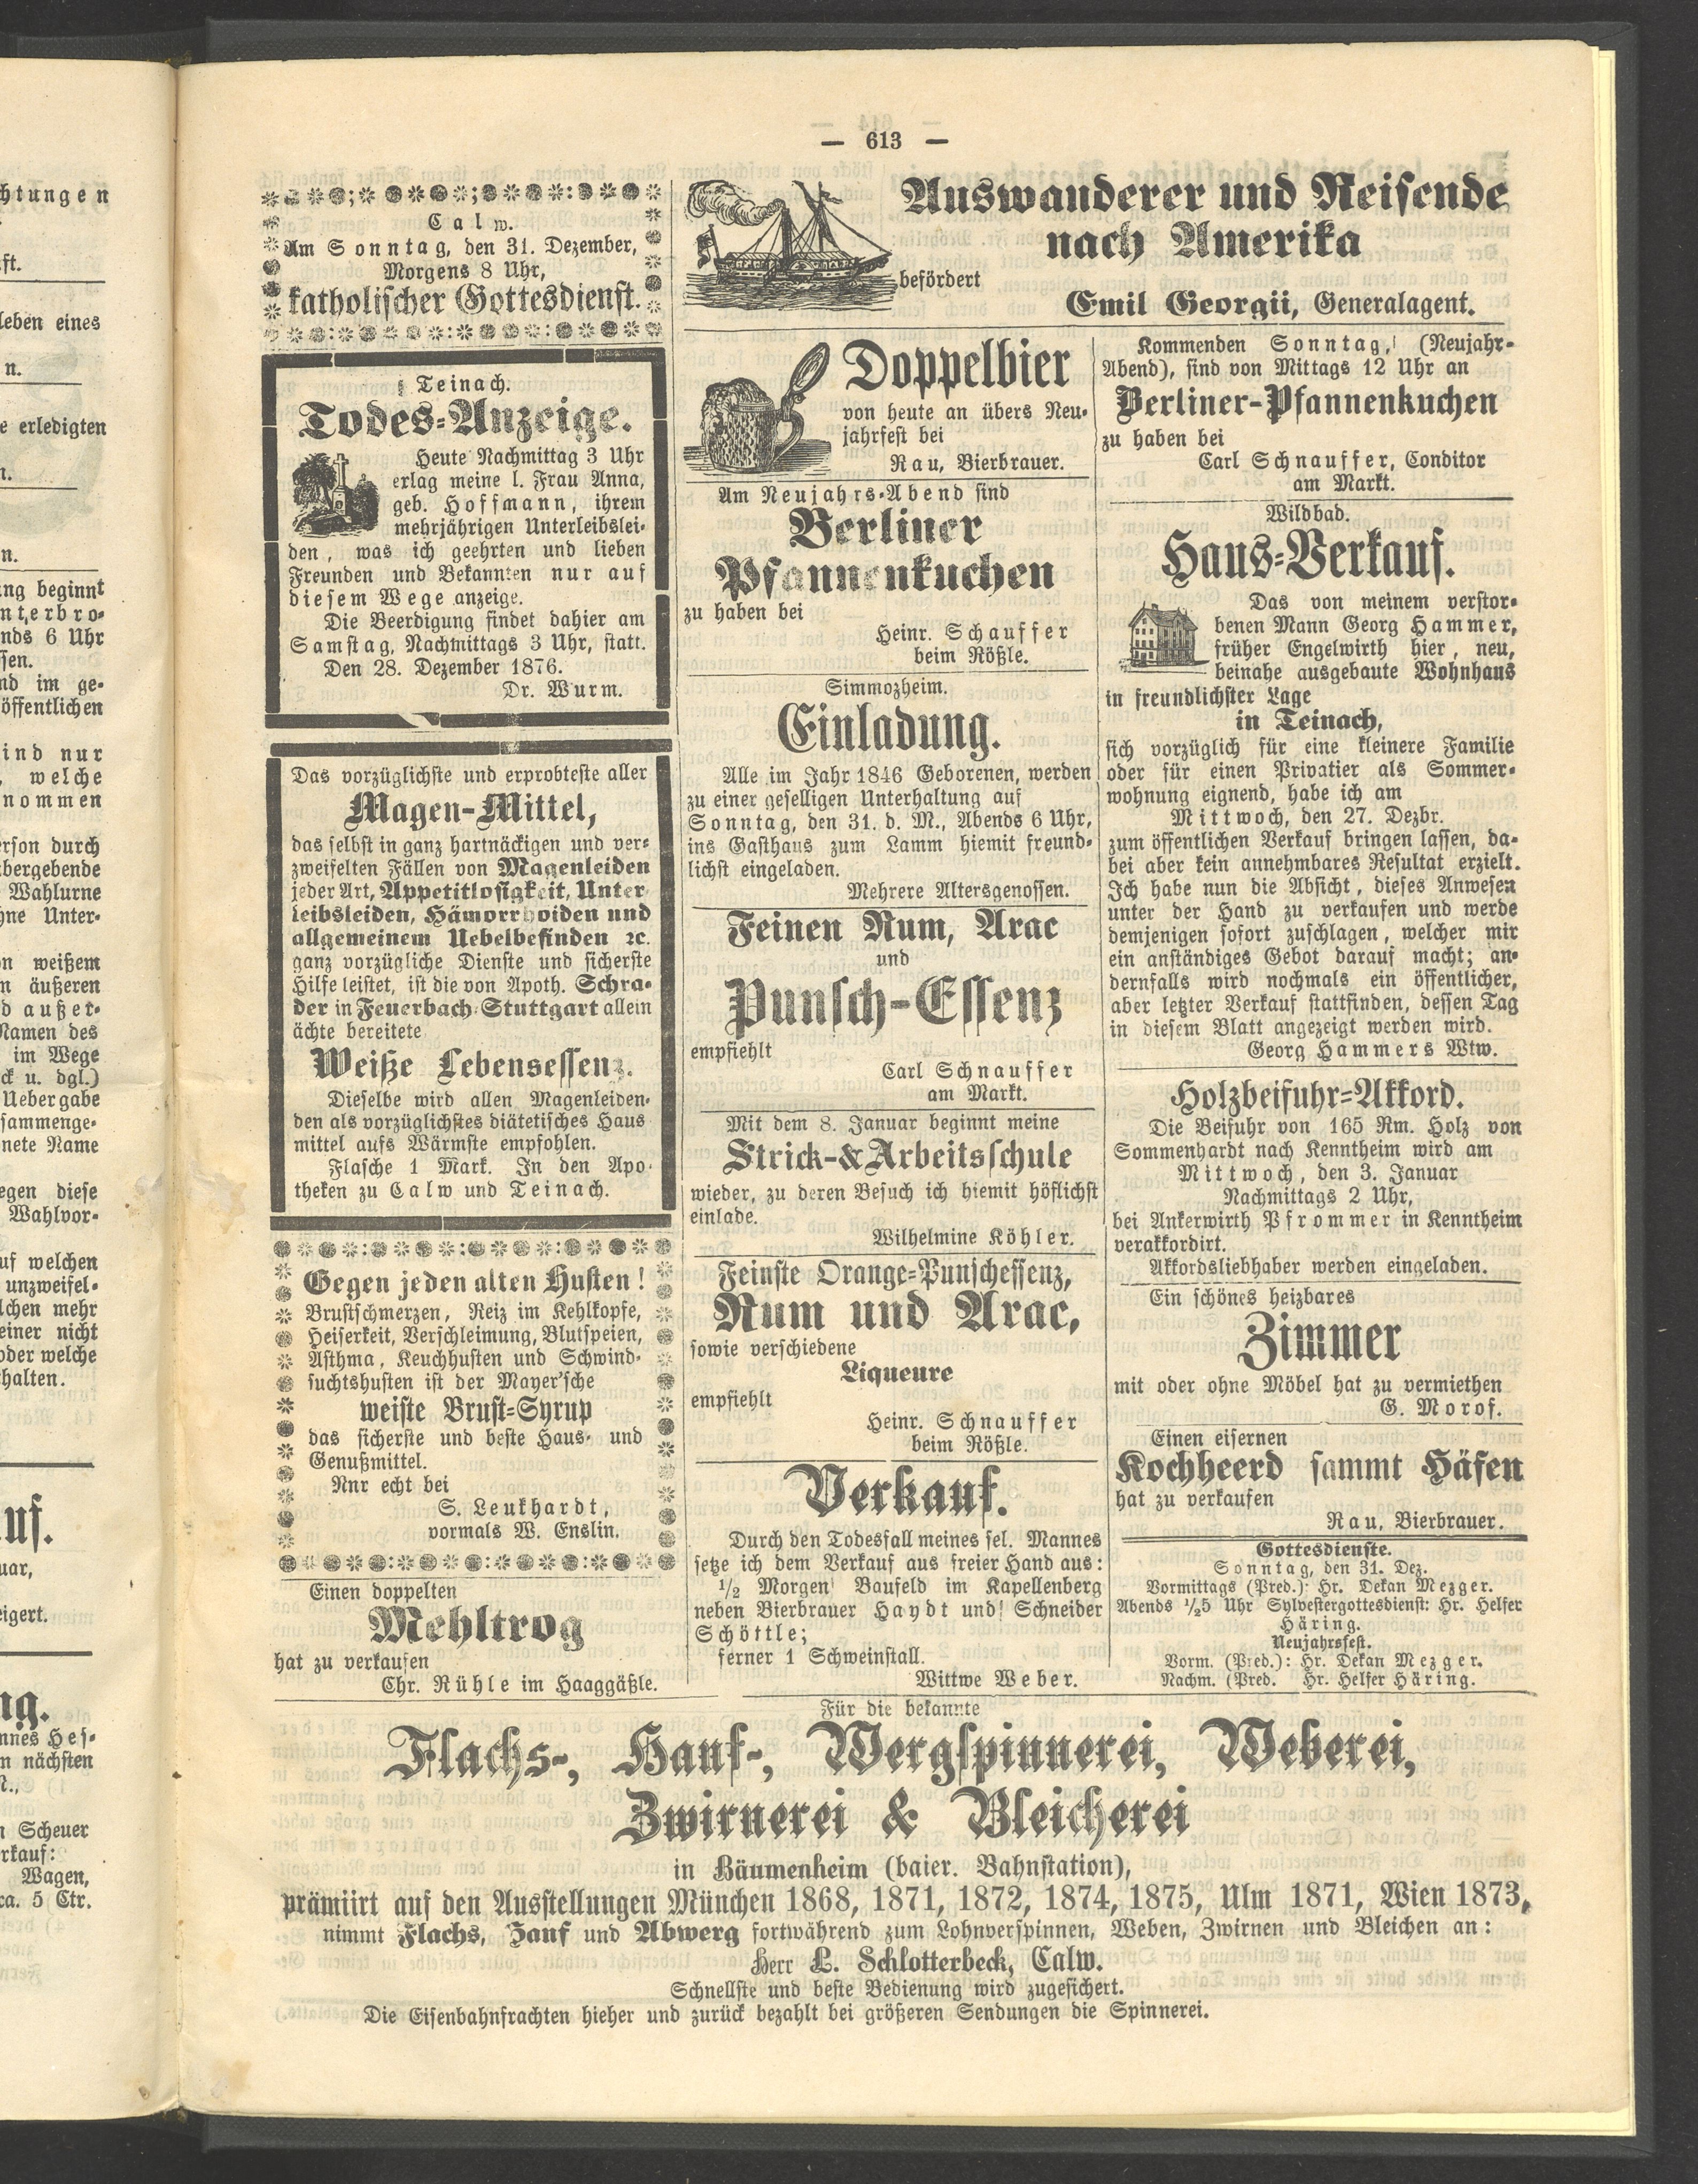 — 613 —
Calw.
Am Sonntag, den 31. Dezember,
Morgens 8 Uhr,
katholischer Gottesdienst.
Teinach.
Todes-Anzeige.
Heute Nachmittag 3 Uhr
erlag meine l. Frau Anna,
geb. Hoffmann, ihrem
mehrjährigen Unterleibslei-
den, was ich geehrten und lieben
Freunden und Bekannten nur auf
diesem Wege anzeige.
Die Beerdigung findet dahier am
Samstag, Nachmittags 3 Uhr, statt.
Den 28. Dezember 1876.
Dr. Wurm.
Das vorzüglichste und erprobteste aller
Magen-Mittel,
das selbst in ganz hartnäckigen und ver-
zweifelten Fällen von Magenleiden
jeder Art, Appetitlosigkeit, Unter
leibsleiden, Hämorrhoiden und
allgemeinem Uebelbefinden ꝛc.
ganz vorzügliche Dienste und sicherste
Hilfe leistet, ist die von Apoth. Schra-
der in Feuerbach-Stuttgart allein
ächte bereitete
Weiße Lebensessenz.
Dieselbe wird allen Magenleiden-
den als vorzüglichstes diätetisches Haus
mittel aufs Wärmste empfohlen.
Flasche 1 Mark. In den Apo-
theken zu Calw und Teinach.
Gegen jeden alten Husten!
Brustschmerzen, Reiz im Kehlkopfe,
Heiserkeit, Verschleimung, Blutspeien,
Asthma, Keuchhusten und Schwind-
suchtshusten ist der Mayer'sche
weiße Brust-Syrup
das sicherste und beste Haus- und
Genußmittel.
Nnr echt bei
S. Leukhardt,
vormals W. Enslin.
Einen doppelten
Mehltrog
hat zu verkaufen
Chr. Rühle im Haaggäßle.
Auswanderer und Reisende
nach Amerika
befördert
Emil Georgii, Generalagent.
Doppelbier
von heute an übers Neu-
jahrfest bei
Rau, Bierbrauer.
Am Neujahrs-Abend sind
Berliner
Pfannenkuchen
zu haben bei
Heinr. Schauffer
beim Rößle.
Simmozheim.
Einladung.
Alle im Jahr 1846 Geborenen, werden
zu einer geselligen Unterhaltung auf
Sonntag, den 31. d. M., Abends 6 Uhr,
ins Gasthaus zum Lamm hiemit freund-
lichst eingeladen.
Mehrere Altersgenossen.
Feinen Rum, Arac
und
Punsch-Essenz
empfiehlt
Carl Schnauffer
am Markt.
Mit dem 8. Januar beginnt meine
Strick-& Arbeitsschule
wieder, zu deren Besuch ich hiemit höflichst
einlade.
Wilhelmine Köhler.
Feinste Orange-Punschessenz,
Rum und Arac,
sowie verschiedene
Liqueure
empfiehlt
Heinr. Schnauffer
beim Rößle.
Verkauf.
Durch den Todesfall meines sel. Mannes
setze ich dem Verkauf aus freier Hand aus:
1/2 Morgen Baufeld im Kapellenberg
neben Bierbrauer Haydt und Schneider
Schöttle;
ferner 1 Schweinstall.
Wittwe Weber.
Kommenden Sonntag, (Neujahr-
Abend), sind von Mittags 12 Uhr an
Berliner-Pfannenkuchen
zu haben bei
Carl Schnauffer, Conditor
am Markt.
Wildbad.
Haus-Verkauf.
Das von meinem verstor-
benen Mann Georg Hammer,
früher Engelwirth hier, neu,
beinahe ausgebaute Wohnhaus
in freundlichster Lage
in Teinach,
sich vorzüglich für eine kleinere Familie
oder für einen Privatier als Sommer-
wohnung eignend, habe ich am
Mittwoch, den 27. Dezbr.
zum öffentlichen Verkauf bringen lassen, da-
bei aber kein annehmbares Resultat erzielt.
Ich habe nun die Absicht, dieses Anwesen
unter der Hand zu verkaufen und werde
demjenigen sofort zuschlagen, welcher mir
ein anständiges Gebot darauf macht; an-
dernfalls wird nochmals ein öffentlicher,
aber letzter Verkauf stattfinden, dessen Tag
in diesem Blatt angezeigt werden wird.
Georg Hammers Wtw.
Holzbeifuhr-Akkord.
Die Beifuhr von 165 Rm. Holz von
Sommenhardt nach Kenntheim wird am
Mittwoch, den 3. Januar
Nachmittags 2 Uhr,
bei Ankerwirth Pfrommer in Kenntheim
verakkordirt.
Akkordsliebhaber werden eingeladen.
Ein schönes heizbares
Zimmer
mit oder ohne Möbel hat zu vermiethen
G. Morof.
Einen eisernen
Kochheerd sammt Häfen
hat zu verkaufen
Rau, Bierbrauer.
Gottesdienste.
Sonntag, den 31. Dez.
Vormittags (Pred.): Hr. Dekan Mezger.
Abends 1/25 Uhr Sylvestergottesdienst: Hr. Helfer
Häring.
Neujahrsfest.
Vorm. (Pred.): Hr. Dekan Mezger.
Nachm. (Pred. Hr. Helfer Häring.
Für die bekannte
Flachs-, Hanf-, Wergspinnerei, Weberei,
Zwirnerei & Bleicherei
in Bäumenheim (baier. Bahnstation),
prämiirt auf den Ausstellungen München 1868, 1871, 1872, 1874, 1875, Ulm 1871, Wien 1873,
nimmt Flachs, Hanf und Abwerg fortwährend zum Lohnverspinnen, Weben, Zwirnen und Bleichen an:
Herr L. Schlotterbeck, Calw.
Schnellste und beste Bedienung wird zugesichert.
Die Eisenbahnfrachten hieher und zurück bezahlt bei größeren Sendungen die Spinnerei.